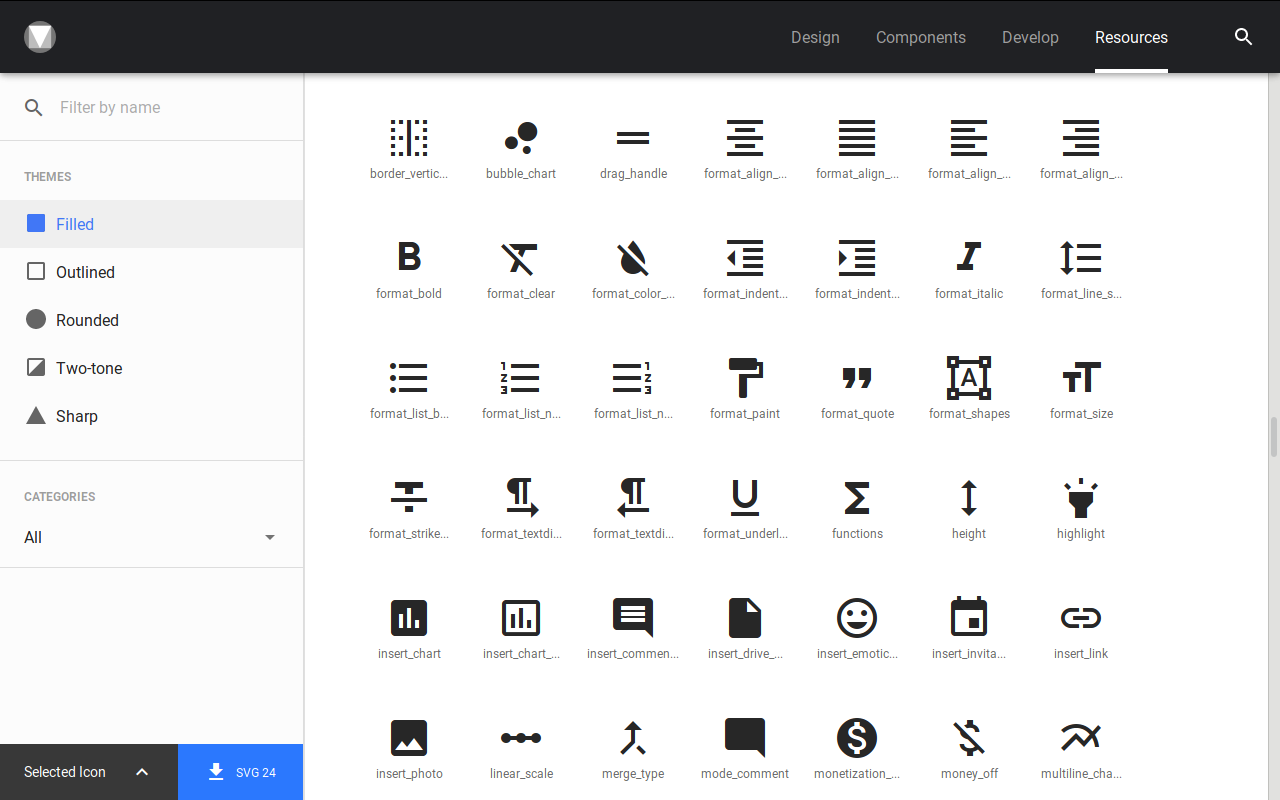 Design Components Develop Resources
Filter by name
THEMES
Filled
Outlined
Rounded
Two-tone
Sharp
CATEGORIES
All
Selected Icon
SVG 24
border_vertic... bubble_chart drag_handle format_align_... format_align_... format_align_... format_align_...
format_bold format_clear format_color_... format_indent... format_indent... format_italic format_line_s...
format_list_b... format_list_n... format_list_n... format_paint format_quote format_shapes format_size
format_strike... format_textdi... format_textdi... format_underl... functions height highlight
insert_chart insert_chart_... insert_commen... insert_drive_... insert_emotic... insert_invita... insert_link
insert_photo linear_scale merge_type mode_comment monetization_... money_off multiline_cha...